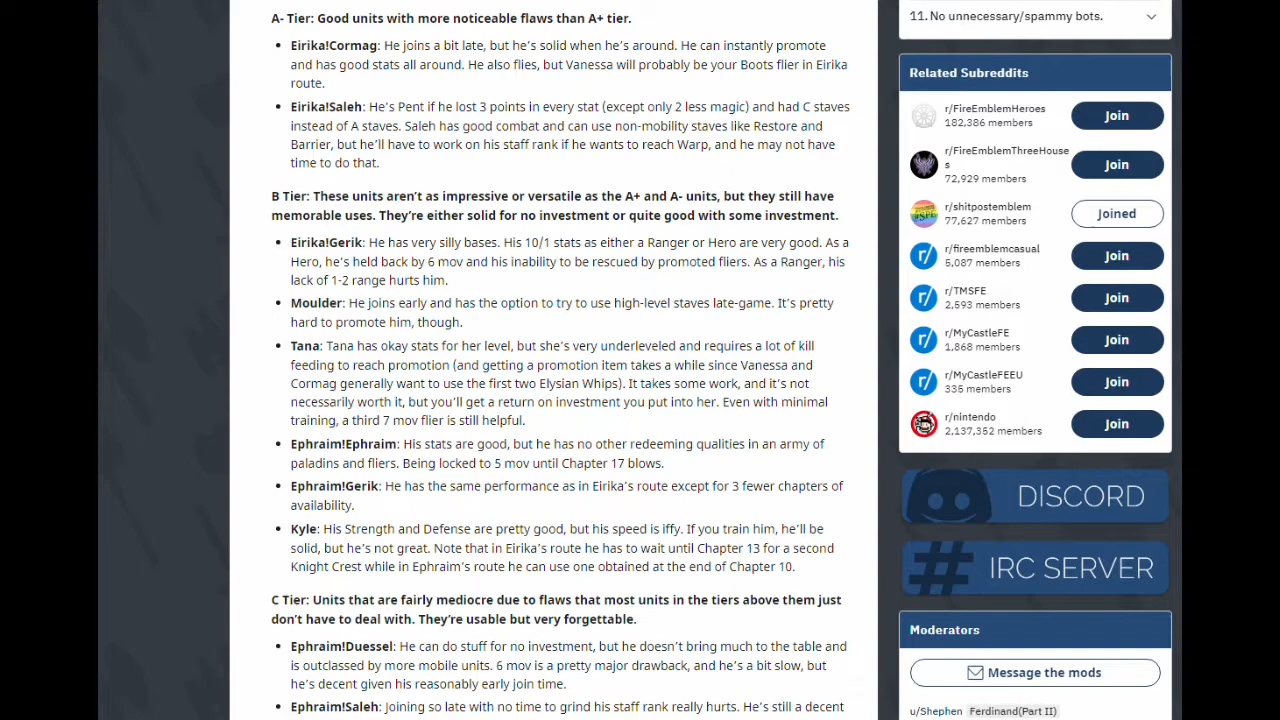 A- Tier: Good units with more noticeable flaws than A+ tier.
Eirika!Cormag: He joins a bit late, but he's solid when he's around. He can instantly promote
and has good stats all around. He also flies, but Vanessa will probably be your Boots flier in Eirika
route.
Eirika!Saleh: He's Pent if he lost 3 points in every stat (except only 2 less magic) and had C staves
instead of A staves. Saleh has good combat and can use non-mobility staves like Restore and
Barrier, but he'll have to work on his staff rank if he wants to reach Warp, and he may not have
time to do that.
B Tier: These units aren't as impressive or versatile as the A+ and A- units, but they still have
memorable uses. They're either solid for no investment or quite good with some investment.
Eirika!Gerik: He has very silly bases. His 10/1 stats as either a Ranger or Hero are very good. As a
Hero, he's held back by 6 mov and his inability to be rescued by promoted fliers. As a Ranger, his
lack of 1-2 range hurts him.
Moulder: He joins early and has the option to try to use high-level staves late-game. It's pretty
hard to promote him, though.
Tana: Tana has okay stats for her level, but she's very underleveled and requires a lot of kill
feeding to reach promotion (and getting a promotion item takes a while since Vanessa and
Cormag generally want to use the first two Elysian Whips). It takes some work, and it's not
necessarily worth it, but you'll get a return on investment you put into her. Even with minimal
training, a third 7 mov flier is still helpful.
Ephraim!Ephraim: His stats are good, but he has no other redeeming qualities in an army of
paladins and fliers. Being locked to 5 mov until Chapter 17 blows.
Ephraim!Gerik: He has the same performance as in Eirika's route except for 3 fewer chapters of
availability.
Kyle: His Strength and Defense are pretty good, but his speed is iffy. If you train him, he'll be
solid, but he's not great. Note that in Eirika's route he has to wait until Chapter 13 for a second
Knight Crest while in Ephraim's route he can use one obtained at the end of Chapter 10.
C Tier: Units that are fairly mediocre due to flaws that most units in the tiers above them just
don't have to deal with. They're usable but very forgettable.
Ephraim!Duessel: He can do stuff for no investment, but he doesn't bring much to the table and
is outclassed by more mobile units. 6 mov is a pretty major drawback, and he's a bit slow, but
he's decent given his reasonably early join time.
Ephraim!Saleh: Joining so late with no time to grind his staff rank really hurts. He's still a decent
11. No unnecessary/spammy bots.
Related Subreddits
r/FireEmblemHeroes
182,386 members
Join
r/FireEmblemThreeHouse
s
72,929 members
Join
r/shitpostemblem
77,627 members
Joined
r/fireemblemcasual
5,087 members
Join
r/TMSFE
2,593 members
Join
r/MyCastleFE
1,868 members
Join
r/MyCastleFEEU
335 members
Join
r/nintendo
2,137,352 members
Join
DISCORD
# IRC SERVER
Moderators
Message the mods
u/Shephen Ferdinand(Part II)